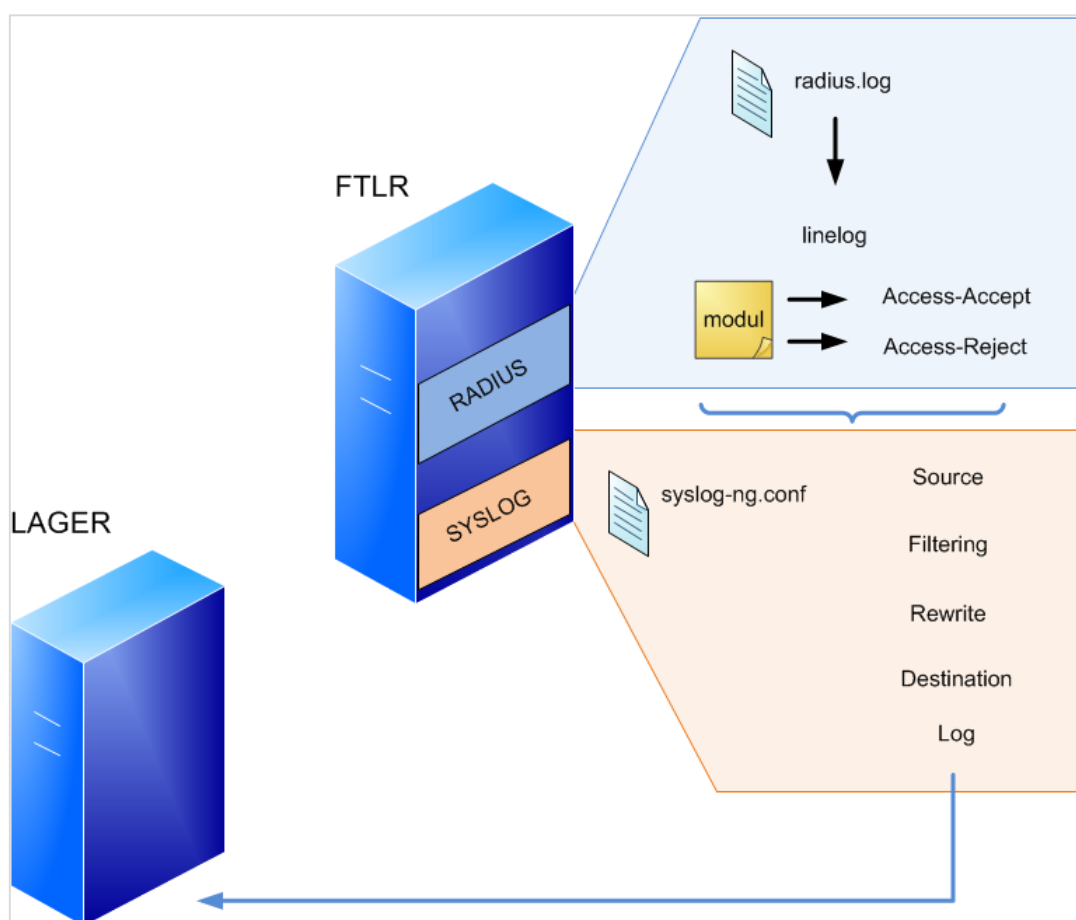 radius.log
FTLR
linelog
modul
Access-Accept
Access-Reject
RADIUS
SYSLOG
syslog-ng.conf
Source
Filtering
Rewrite
Destination
Log
LAGER